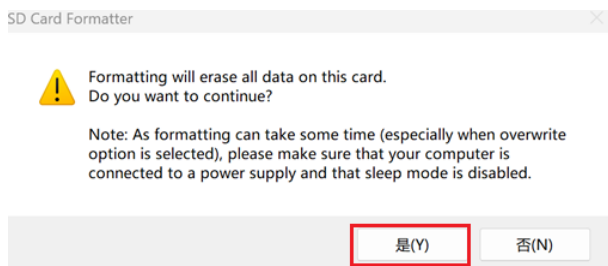 SD Card Formatter
Formatting will erase all data on this card.
Do you want to continue?
Note: As formatting can take some time (especially when overwrite
option is selected), please make sure that your computer is
connected to a power supply and that sleep mode is disabled.
是(Y) 否(N)